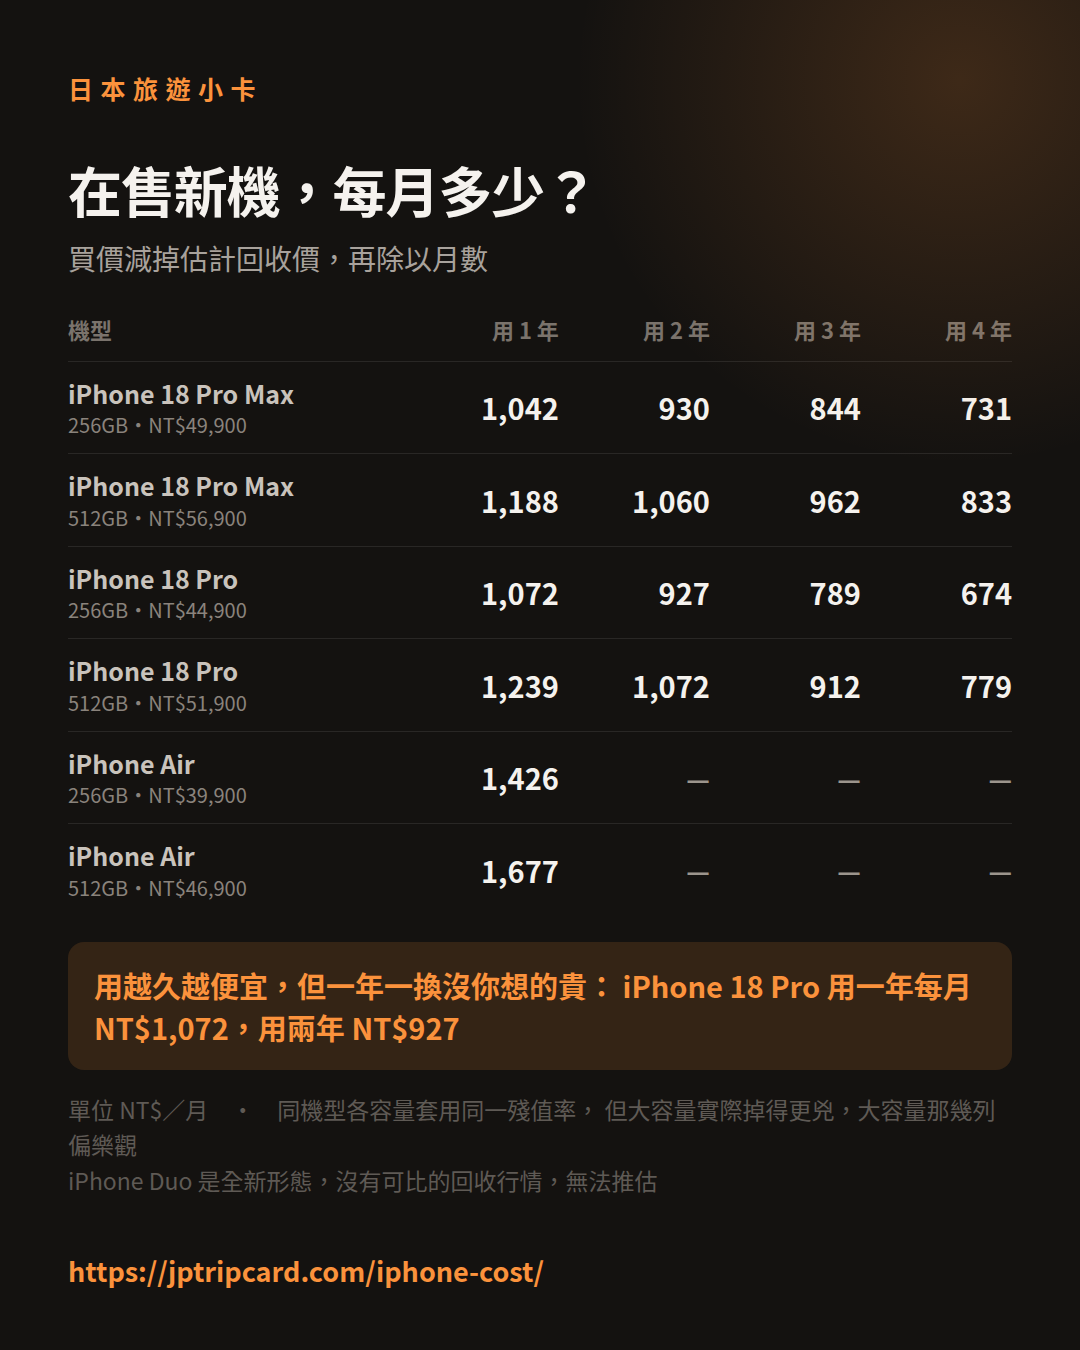 日本旅遊小卡
在售新機，每月多少？
買價減掉估計回收價，再除以月數
機型 用 1 年 用 2 年 用 3 年 用 4 年
iPhone 18 Pro Max
256GB・NT$49,900
1,042 930 844 731
iPhone 18 Pro Max
512GB・NT$56,900
1,188 1,060 962 833
iPhone 18 Pro
256GB・NT$44,900
1,072 927 789 674
iPhone 18 Pro
512GB・NT$51,900
1,239 1,072 912 779
iPhone Air
256GB・NT$39,900
1,426 — — —
iPhone Air
512GB・NT$46,900
1,677 — — —
用越久越便宜，但一年一換沒你想的貴： iPhone 18 Pro 用一年每月
NT$1,072，用兩年 NT$927
單位 NT$／月　・　同機型各容量套用同一殘值率， 但大容量實際掉得更兇，大容量那幾列
偏樂觀
iPhone Duo 是全新形態，沒有可比的回收行情，無法推估
https://jptripcard.com/iphone-cost/